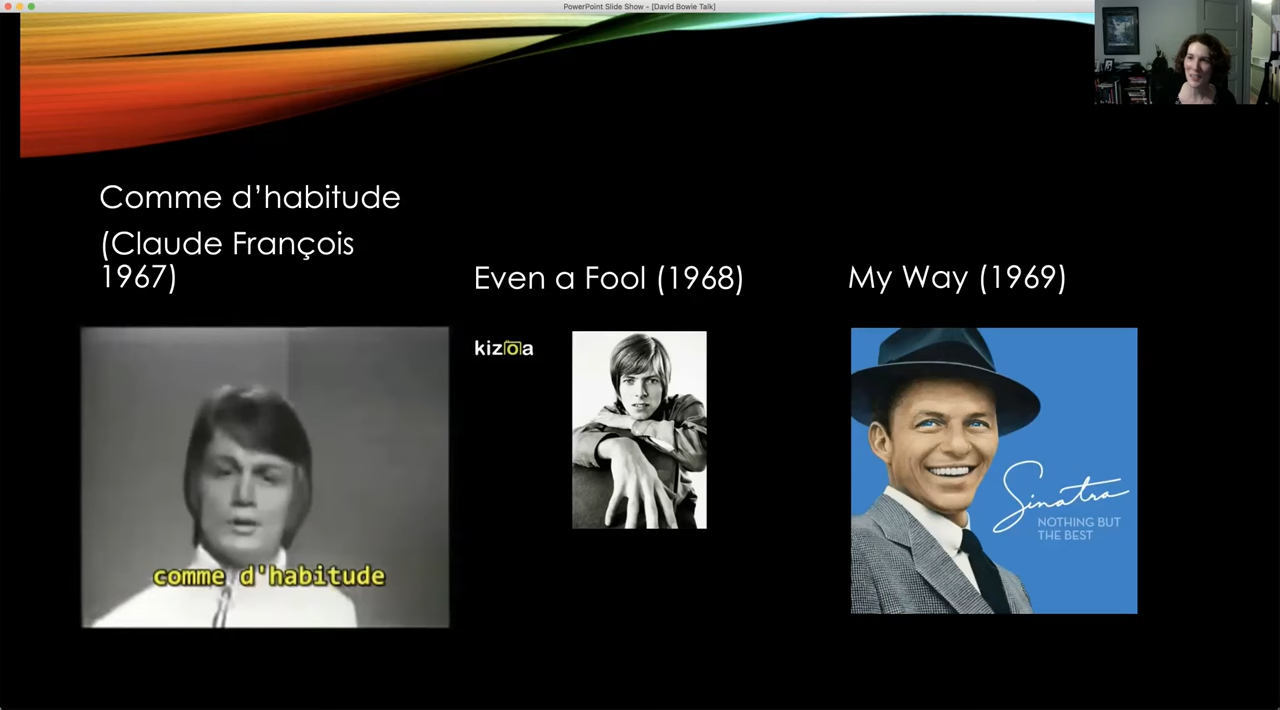 PowerPoint Slide Show - [David Bowie Talk]
Comme d’habitude
(Claude François
1967)
Even a Fool (1968)
My Way (1969)
kizoa
comme d'habitude
Sinatra
NOTHING BUT
THE BEST